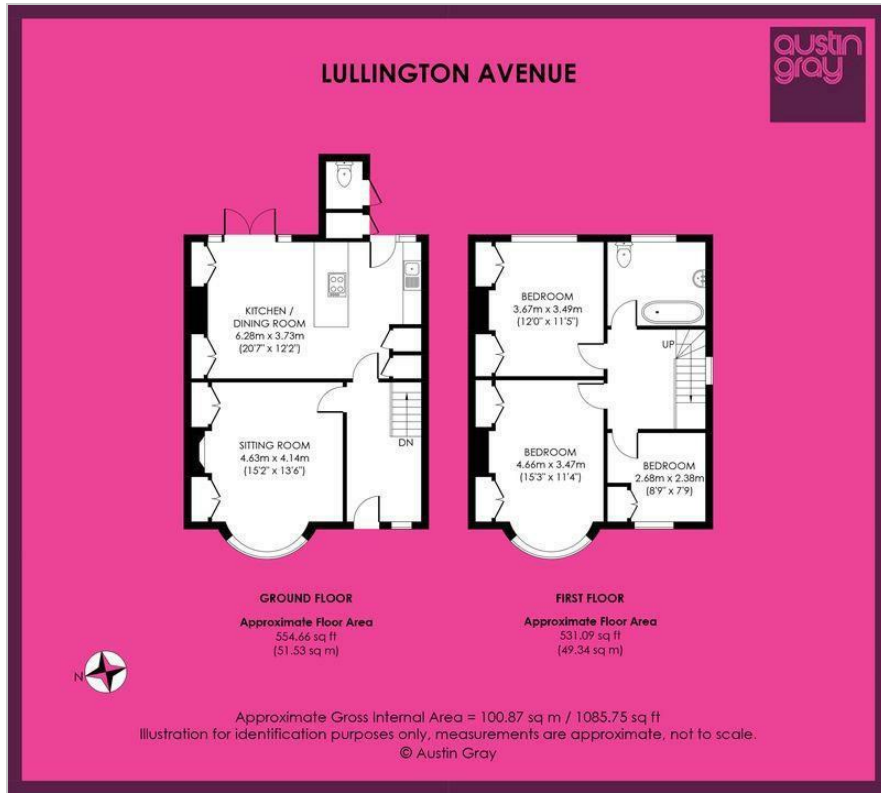 austin
gray
LULLINGTON AVENUE
KITCHEN /
DINING ROOM
6.28m x 3.73m
(20'7" x 12'2")
SITTING ROOM
4.63m x 4.14m
(15'2" x 13'6")
DN
BEDROOM
3.67m x 3.49m
(12'0" x 11'5")
UP
BEDROOM
4.66m x 3.47m
(15'3" x 11'4")
BEDROOM
2.68m x 2.38m
(8'9" x 7'9)
GROUND FLOOR
Approximate Floor Area
554.66 sq ft
(51.53 sq m)
FIRST FLOOR
Approximate Floor Area
531.09 sq ft
(49.34 sq m)
N
Approximate Gross Internal Area = 100.87 sq m / 1085.75 sq ft
Illustration for identification purposes only, measurements are approximate, not to scale.
© Austin Gray